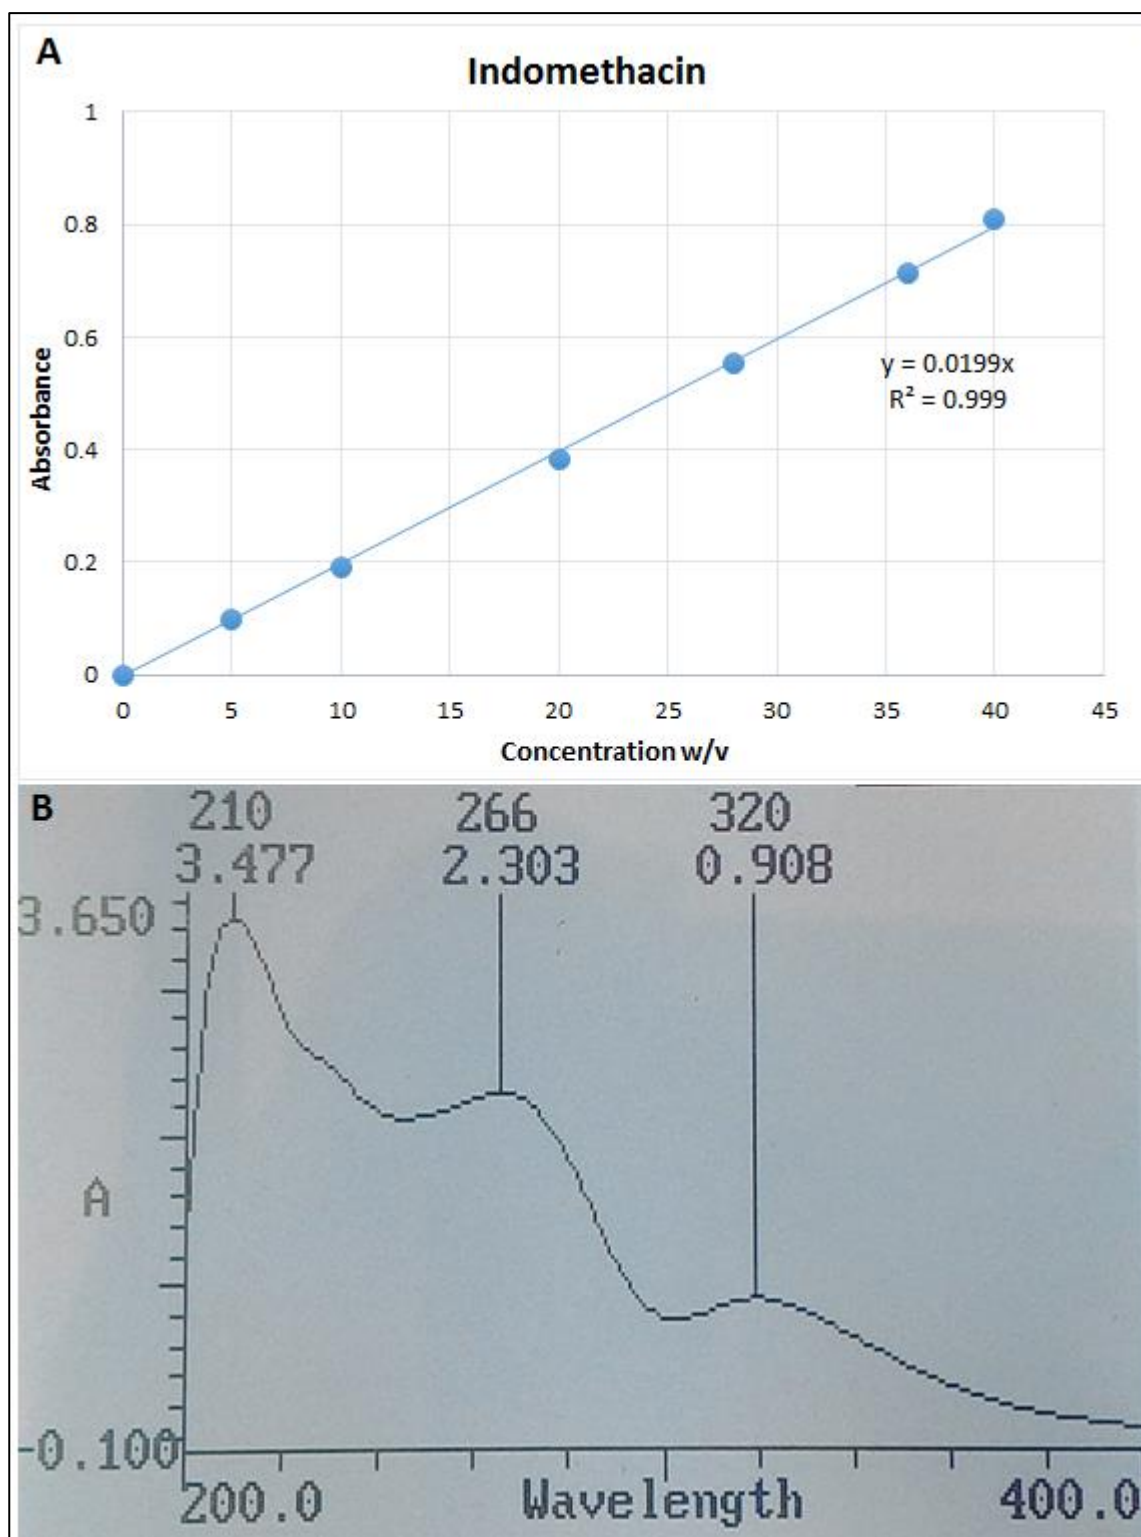 A
Indomethacin
1
0.8
0.6
0.4
0.2
0
Absorbance
y = 0.0199x
R² = 0.999
0 5 10 15 20 25 30 35 40 45
Concentration w/v
B
210 266 320
3.477 2.303 0.908
3.650
A
-0.100
200.0 Wavelength 400.0